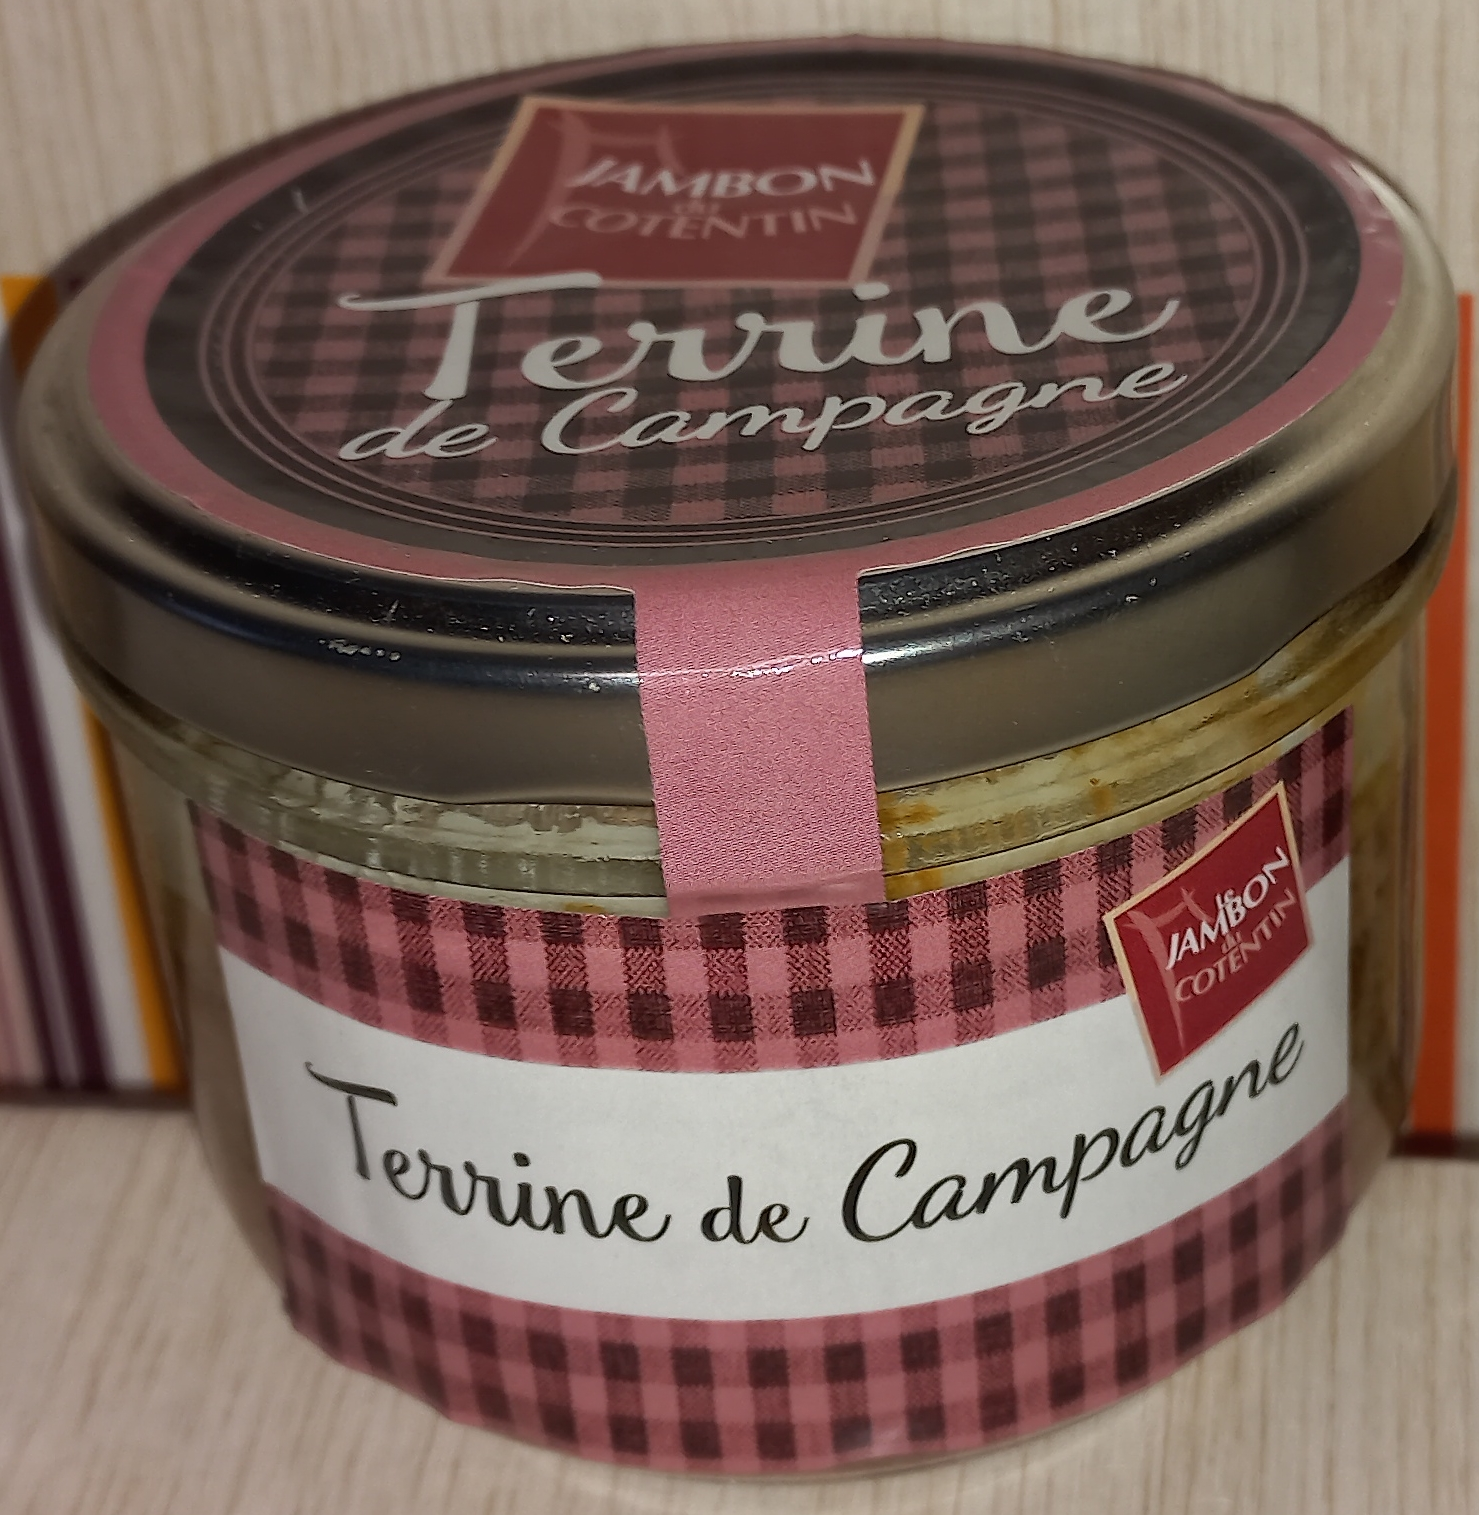 JAMBON
du
COTENTIN
Terrine
de Campagne
le
JAMBON
du
COTENTIN
Terrine de Campagne